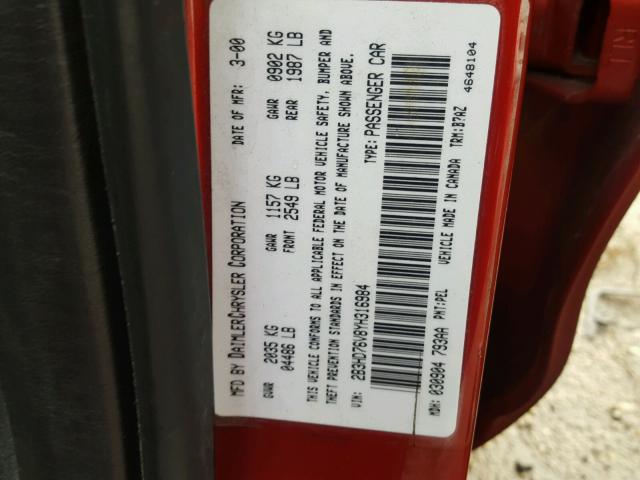 MFD BY DAIMLERCHRYSLER CORPORATION DATE OF MFR: 3-00
GVWR GAWR GAWR
2035 KG 1157 KG 0902 KG
04486 LB FRONT 2549 LB REAR 1987 LB
THIS VEHICLE CONFORMS TO ALL APPLICABLE FEDERAL MOTOR VEHICLE SAFETY, BUMPER AND
THEFT PREVENTION STANDARDS IN EFFECT ON THE DATE OF MANUFACTURE SHOWN ABOVE.
VIN: 2B3HD76V8YH316984 TYPE: PASSENGER CAR
MDH: 030904 793AA PNT:PEL VEHICLE MADE IN CANADA TRM:B7AZ
4648104